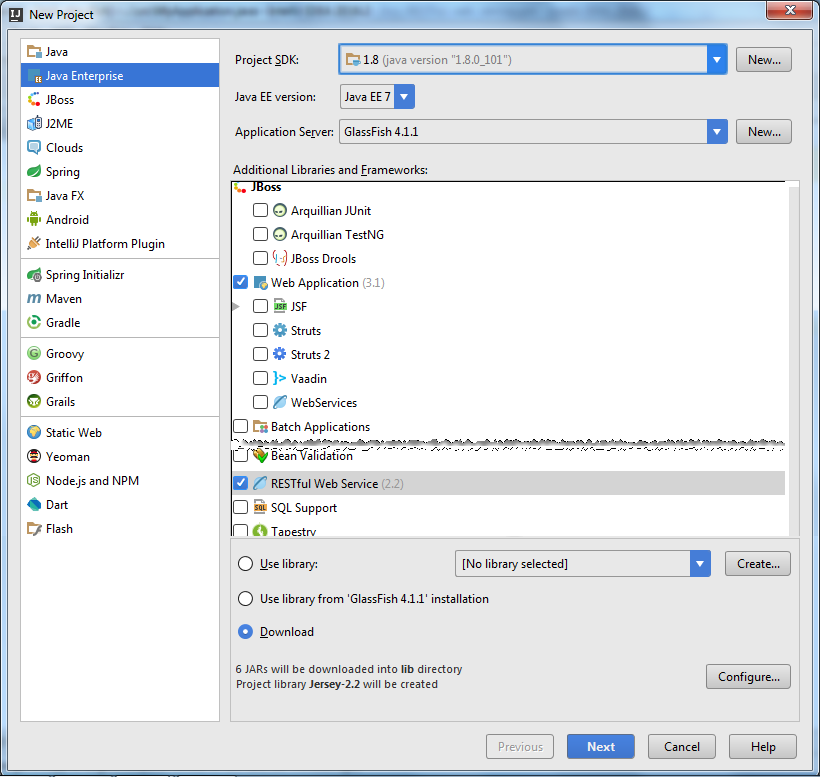 New Project
Java
Java Enterprise
JBoss
J2ME
Clouds
Spring
Java FX
Android
IntelliJ Platform Plugin
Spring Initializr
Maven
Gradle
Groovy
Griffon
Grails
Static Web
Yeoman
Node.js and NPM
Dart
Flash
Project SDK: 1.8 (java version "1.8.0_101") New...
Java EE version: Java EE 7
Application Server: GlassFish 4.1.1 New...
Additional Libraries and Frameworks:
JBoss
Arquillian JUnit
Arquillian TestNG
JBoss Drools
Web Application (3.1)
JSF
Struts
Struts 2
Vaadin
WebServices
Batch Applications
Bean Validation
RESTful Web Service (2.2)
SQL Support
Tapestry
Use library: [No library selected] Create...
Use library from 'GlassFish 4.1.1' installation
Download
6 JARs will be downloaded into lib directory
Project library Jersey-2.2 will be created
Configure...
Previous Next Cancel Help